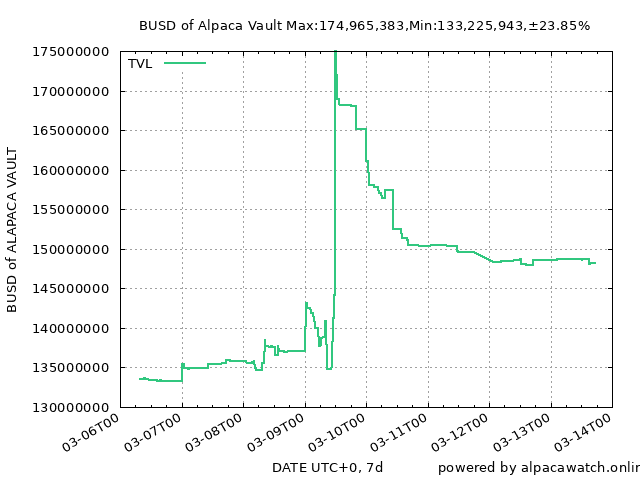 BUSD of Alpaca Vault Max:174,965,383,Min:133,225,943,±23.85%
TVL
175000000
170000000
165000000
160000000
155000000
150000000
145000000
140000000
135000000
130000000
BUSD of ALAPACA VAULT
03-06T00
03-07T00
03-08T00
03-09T00
03-10T00
03-11T00
03-12T00
03-13T00
03-14T00
DATE UTC+0, 7d
powered by alpacawatch.onlin